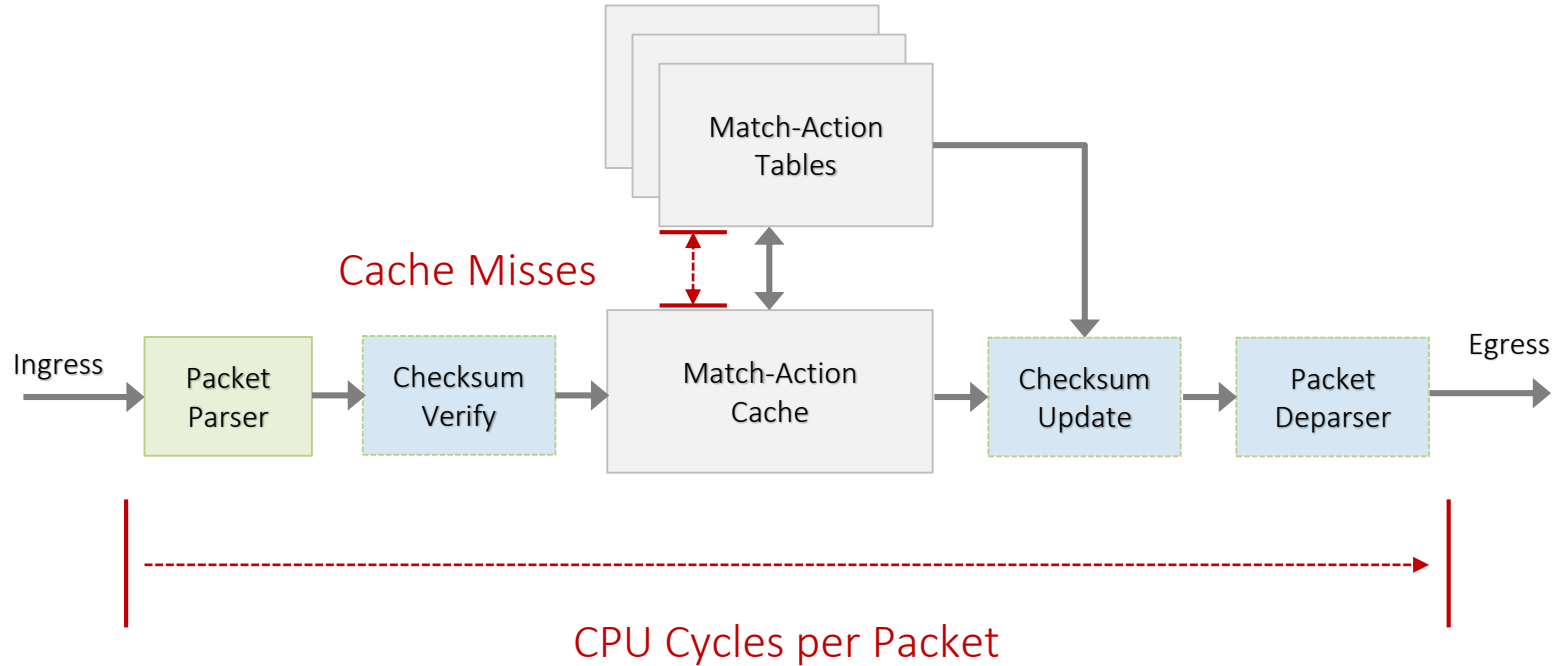 Match-Action
Tables
Cache Misses
Ingress
Packet
Parser
Checksum
Verify
Match-Action
Cache
Checksum
Update
Packet
Deparser
Egress
CPU Cycles per Packet